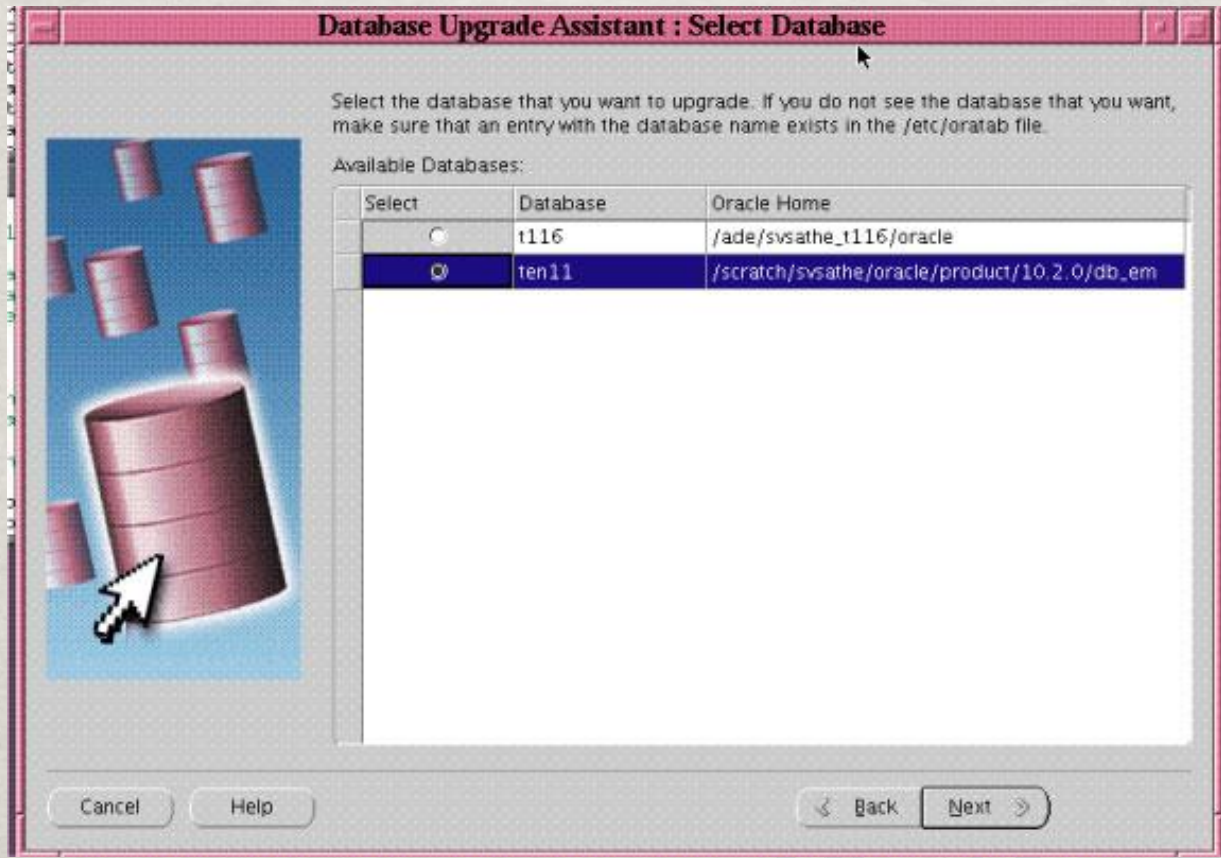 Database Upgrade Assistant : Select Database
Select the database that you want to upgrade. If you do not see the database that you want,
make sure that an entry with the database name exists in the /etc/oratab file.
Available Databases:
Select Database Oracle Home
t116 /ade/svsathe_t116/oracle
ten11 /scratch/svsathe/oracle/product/10.2.0/db_em
Cancel Help Back Next